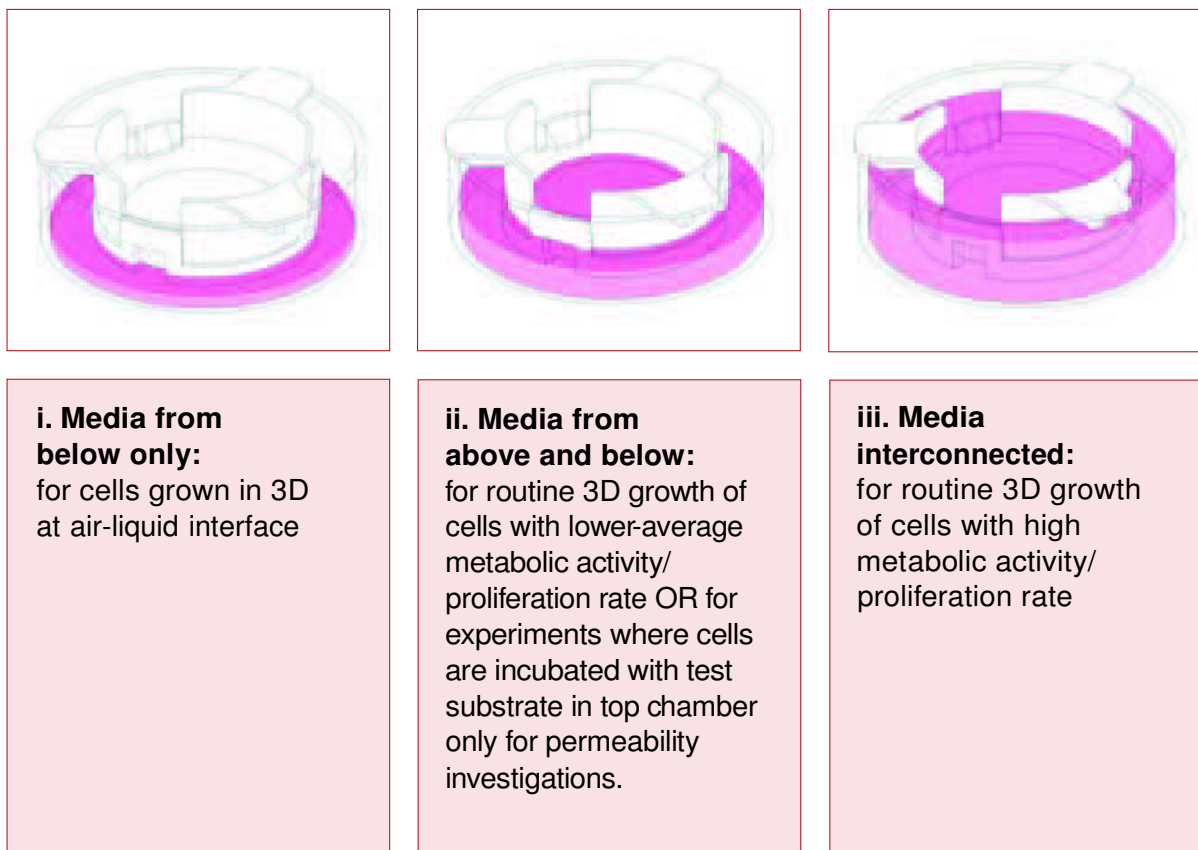 i. Media from
below only:
for cells grown in 3D
at air-liquid interface
ii. Media from
above and below:
for routine 3D growth of
cells with lower-average
metabolic activity/
proliferation rate OR for
experiments where cells
are incubated with test
substrate in top chamber
only for permeability
investigations.
iii. Media
interconnected:
for routine 3D growth
of cells with high
metabolic activity/
proliferation rate